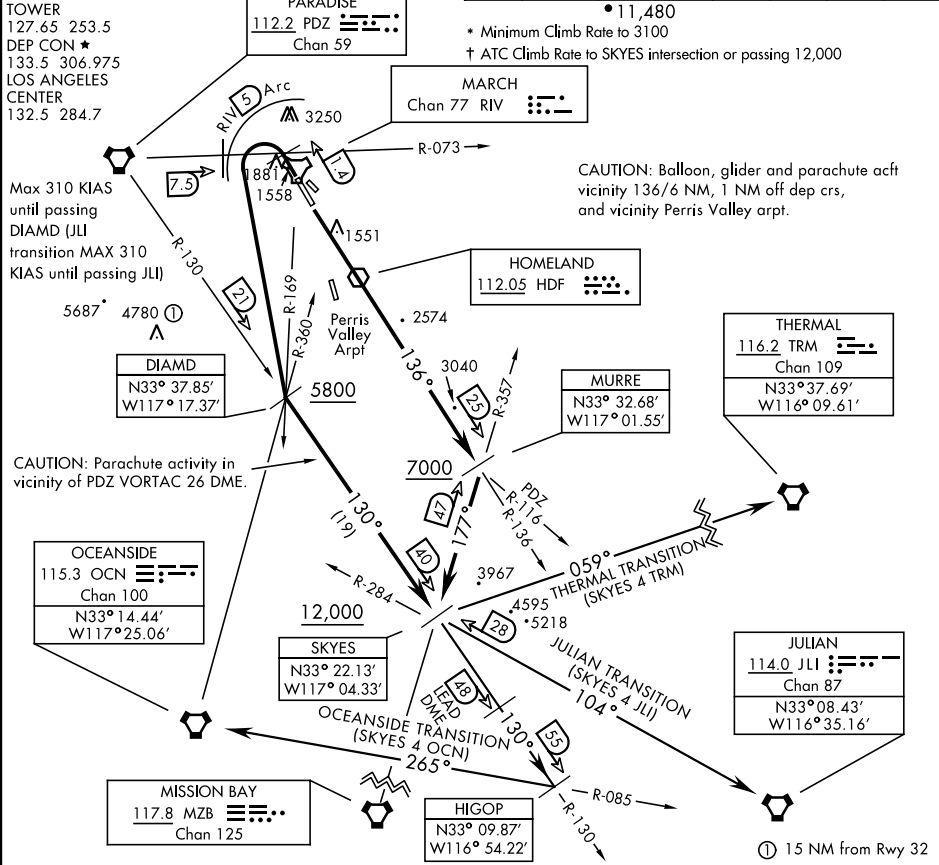 TOWER
127.65 253.5
DEP CON ★
133.5 306.975
LOS ANGELES
CENTER
132.5 284.7
PARADISE
112.2 PDZ
Chan 59
• 11,480
* Minimum Climb Rate to 3100
† ATC Climb Rate to SKYES intersection or passing 12,000
MARCH
Chan 77 RIV
RIV 5 Arc
3250
R-073
7.5
1881
1558
1.4
CAUTION: Balloon, glider and parachute acft
vicinity 136/6 NM, 1 NM off dep crs,
and vicinity Perris Valley arpt.
Max 310 KIAS
until passing
DIAMD (JLI
transition MAX 310
KIAS until passing JLI)
R-130
21
R-169
R-360
1551
HOMELAND
112.05 HDF
5687
4780 ①
Perris
Valley
Arpt
2574
136°
3040
25
R-357
DIAMD
N33° 37.85′
W117° 17.37′
5800
MURRE
N33° 32.68′
W117° 01.55′
THERMAL
116.2 TRM
Chan 109
N33° 37.69′
W116° 09.61′
CAUTION: Parachute activity in
vicinity of PDZ VORTAC 26 DME.
7000
47
177°
PDZ
R-116
R-136
130°
(19)
40
OCEANSIDE
115.3 OCN
Chan 100
N33° 14.44′
W117° 25.06′
R-284
3967
059°
THERMAL TRANSITION
(SKYES 4 TRM)
12,000
4595
5218
28
SKYES
N33° 22.13′
W117° 04.33′
JULIAN TRANSITION
(SKYES 4 JLI)
104°
JULIAN
114.0 JLI
Chan 87
N33° 08.43′
W116° 35.16′
48
LEAD
DME
OCEANSIDE TRANSITION
(SKYES 4 OCN)
265°
130°
55
R-085
R-130
MISSION BAY
117.8 MZB
Chan 125
HIGOP
N33° 09.87′
W116° 54.22′
① 15 NM from Rwy 32